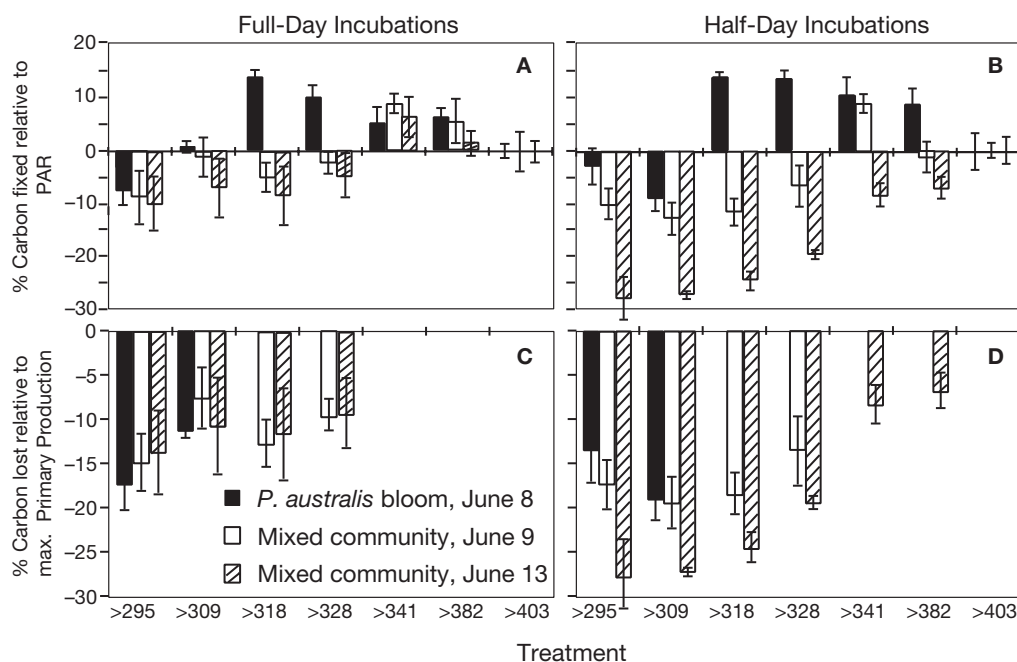 Full-Day Incubations
Half-Day Incubations
% Carbon fixed relative to
PAR
20
10
0
−10
−20
−30
A
B
% Carbon lost relative to
max. Primary Production
0
−5
−10
−15
−20
−25
−30
C
D
P. australis bloom, June 8
Mixed community, June 9
Mixed community, June 13
>295 >309 >318 >328 >341 >382 >403
>295 >309 >318 >328 >341 >382 >403
Treatment